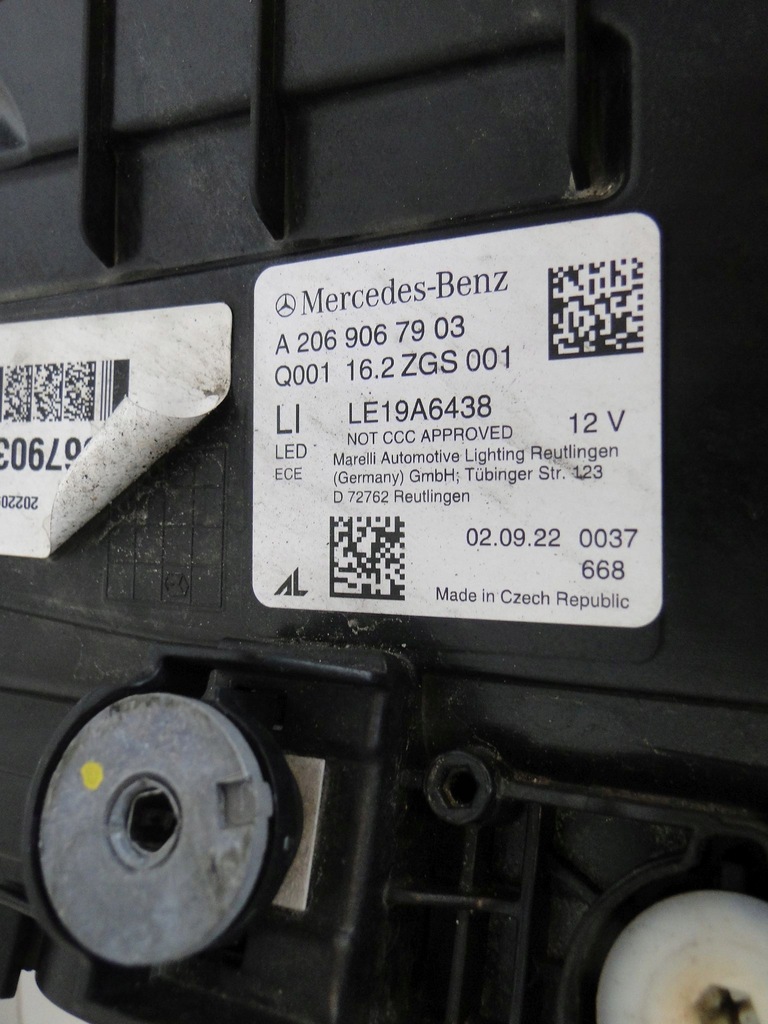 Mercedes-Benz
A 206 906 79 03
Q001 16.2 ZGS 001
LI LE19A6438 12 V
LED NOT CCC APPROVED
ECE Marelli Automotive Lighting Reutlingen
(Germany) GmbH; Tübinger Str. 123
D 72762 Reutlingen
02.09.22 0037
668
AL Made in Czech Republic
67903